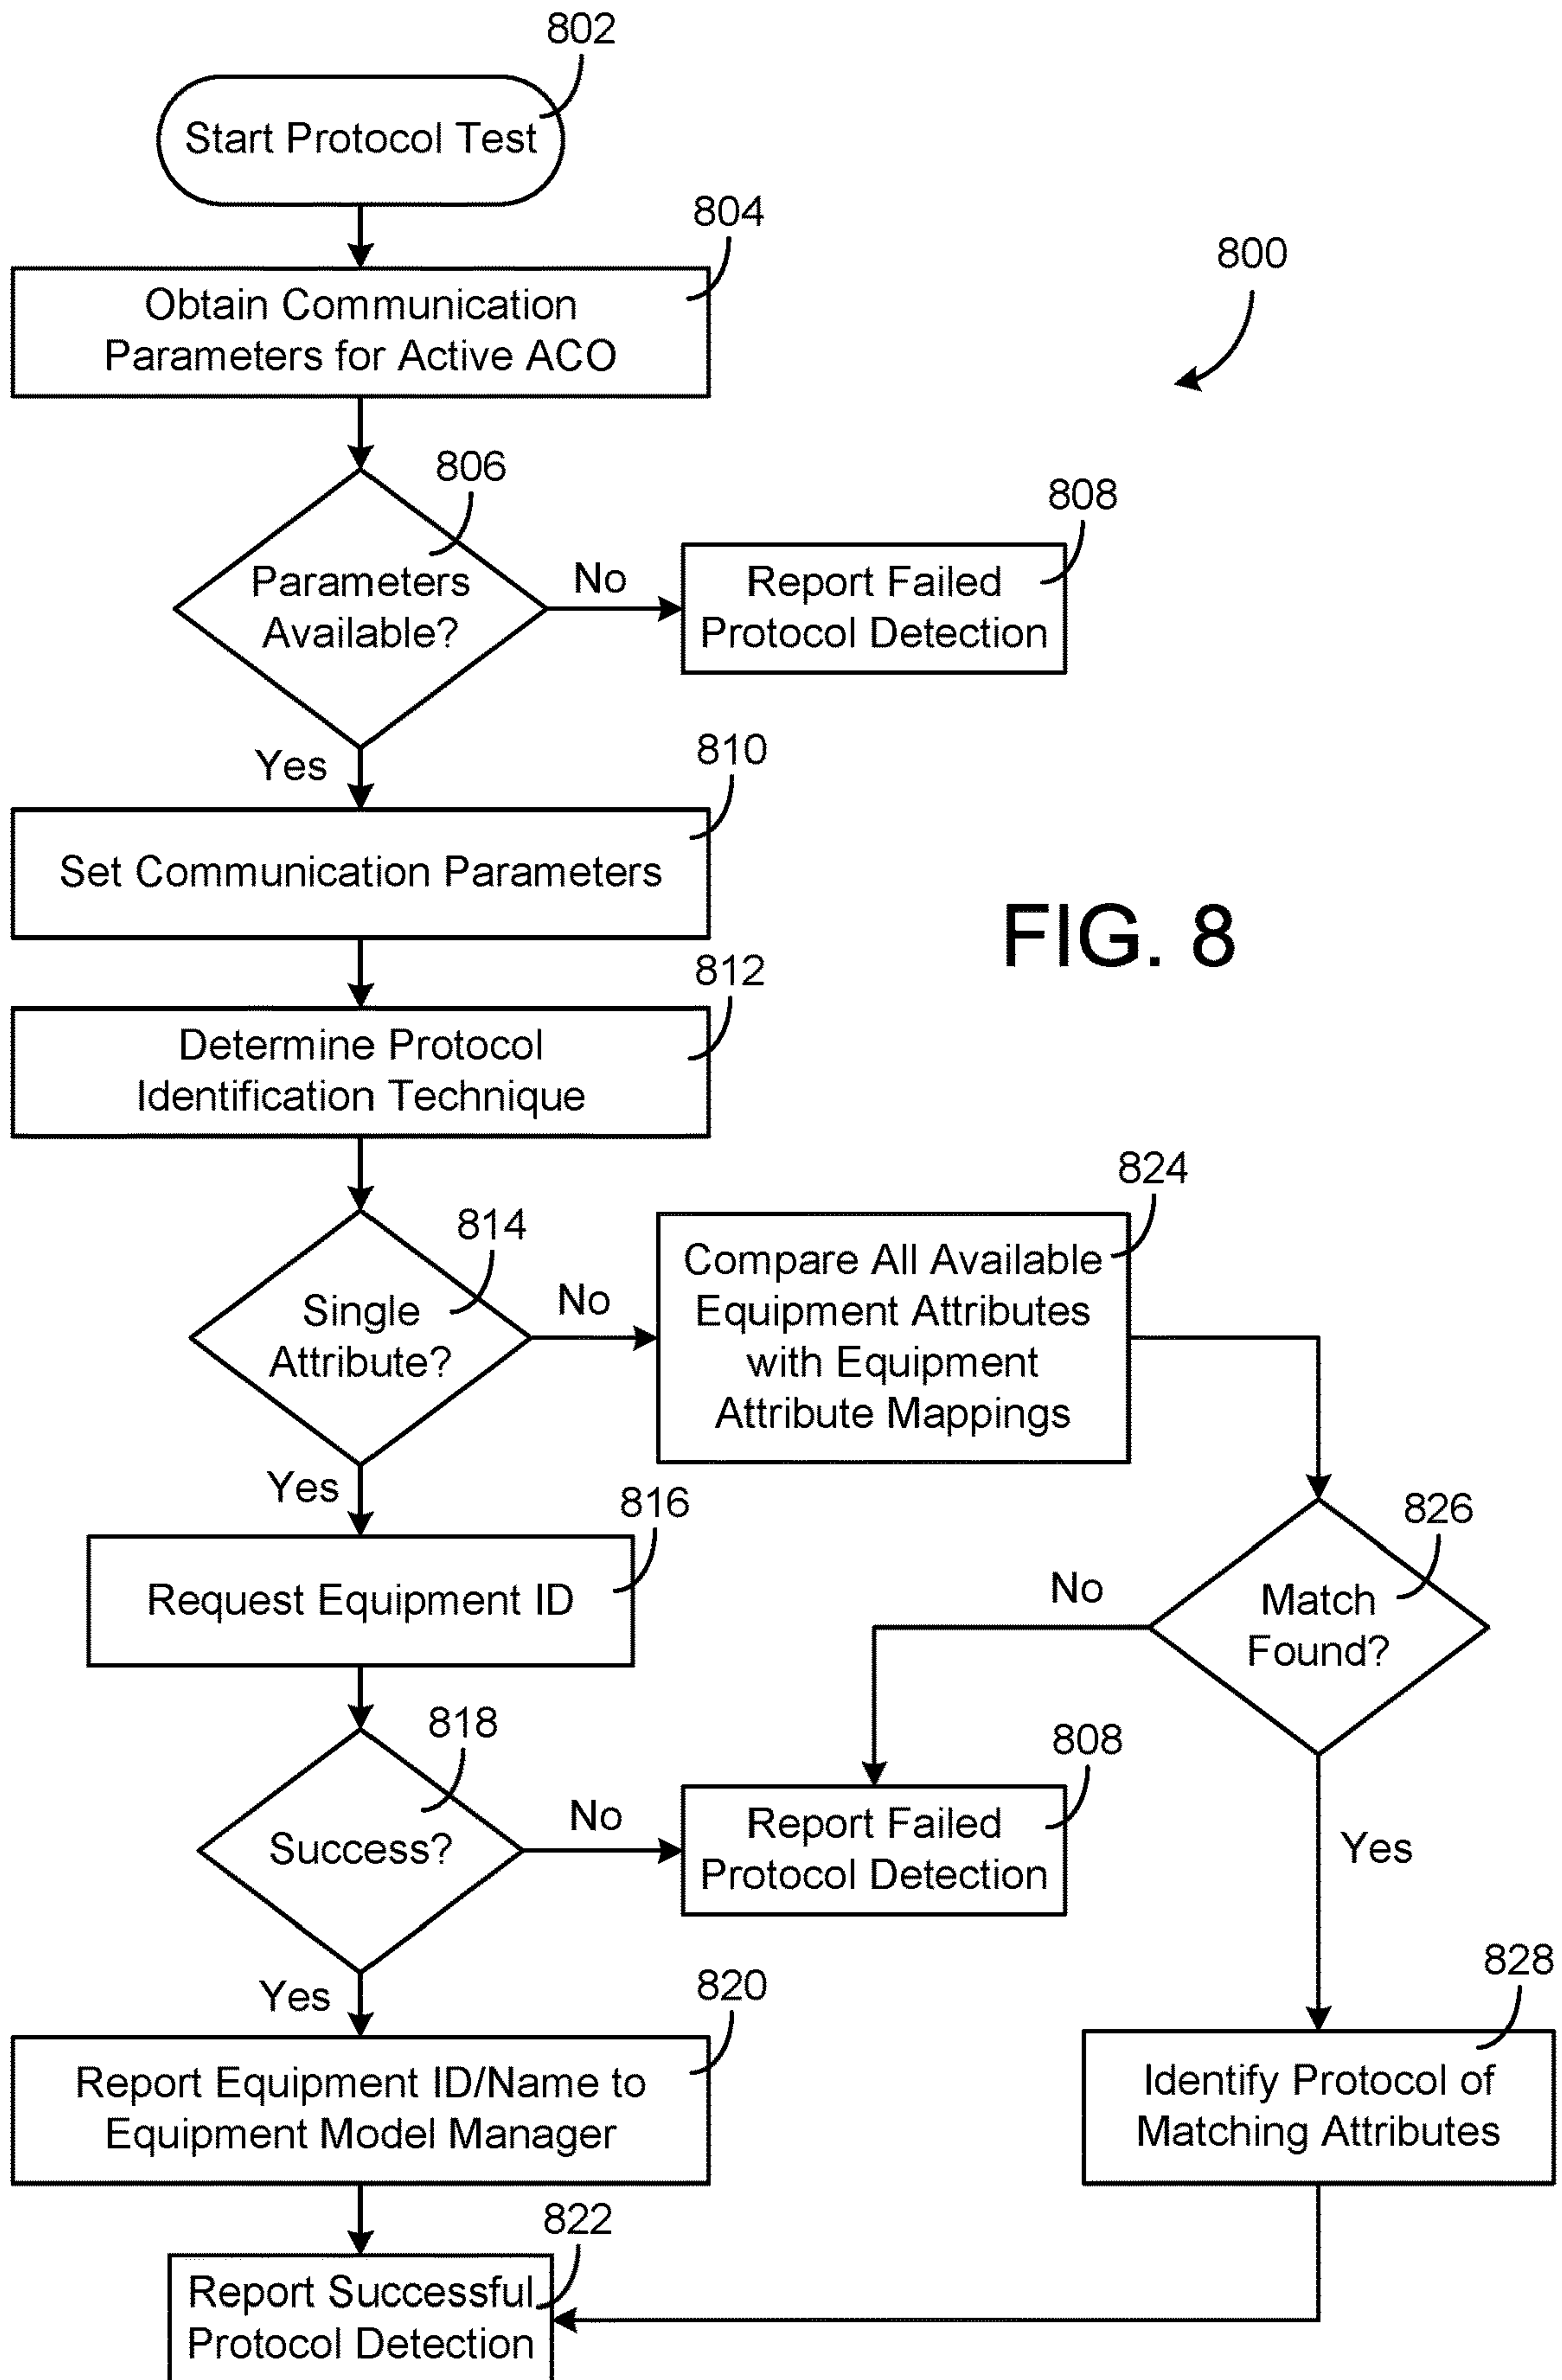 802
Start Protocol Test
804
Obtain Communication
Parameters for Active ACO
800
806
Parameters
Available?
No
808
Report Failed
Protocol Detection
Yes
810
Set Communication Parameters
FIG. 8
812
Determine Protocol
Identification Technique
814
Single
Attribute?
No
824
Compare All Available
Equipment Attributes
with Equipment
Attribute Mappings
Yes
816
Request Equipment ID
826
Match
Found?
No
818
Success?
No
808
Report Failed
Protocol Detection
Yes
Yes
820
Report Equipment ID/Name to
Equipment Model Manager
828
Identify Protocol of
Matching Attributes
822
Report Successful
Protocol Detection